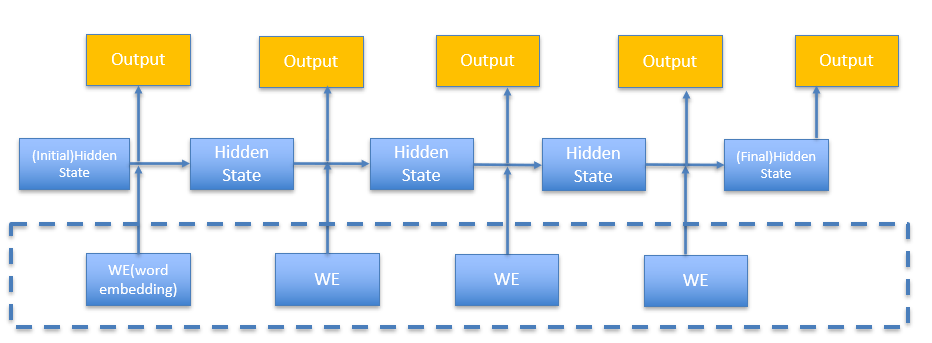 Output
Output
Output
Output
Output
(Initial)Hidden
State
Hidden
State
Hidden
State
Hidden
State
(Final)Hidden
State
WE(word
embedding)
WE
WE
WE